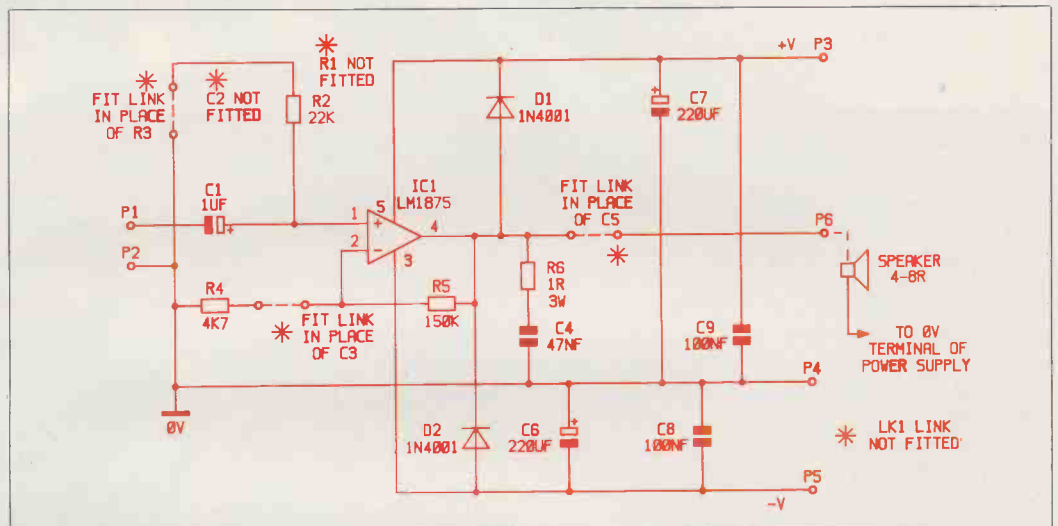 R1 NOT
FITTED
FIT LINK
IN PLACE
OF R3
C2 NOT
FITTED
R2
22K
D1
1N4001
+
C7
220UF
+V
P3
C1
1UF
+
P1
P2
IC1
LM1875
5
1
+
2
−
3
4
FIT LINK
IN PLACE
OF C5
P6
SPEAKER
4-8R
TO 0V
TERMINAL OF
POWER SUPPLY
R4
4K7
FIT LINK
IN PLACE
OF C3
R5
150K
R6
1R
3W
C4
47NF
C9
100NF
P4
0V
D2
1N4001
C6
220UF
+
C8
100NF
LK1 LINK
NOT FITTED
P5
-V